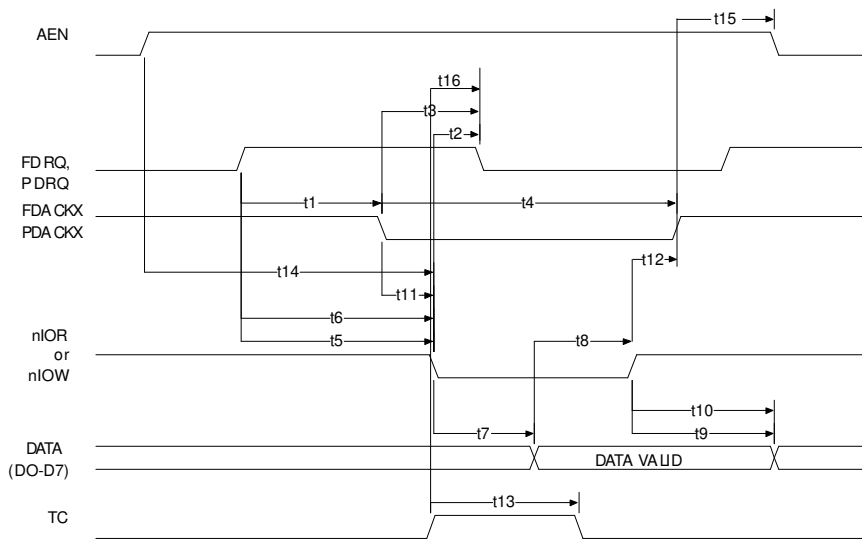 AEN
t15
t16
t3
t2
FDRQ,
PDRQ
t1
t4
FDACKX
PDACKX
t12
t14
t11
t6
t5
t8
nIOR
or
nIOW
t10
t7
t9
DATA
(DO-D7)
DATA VALID
t13
TC